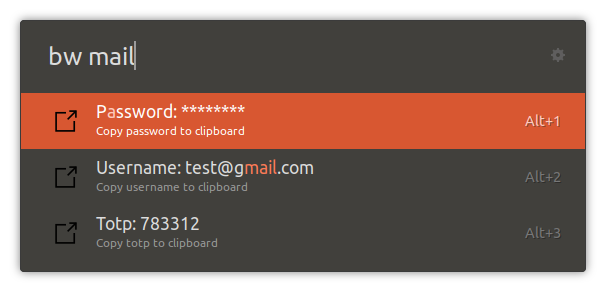 bw mail
Password: ********
Alt+1
Copy password to clipboard
Username: test@gmail.com
Alt+2
Copy username to clipboard
Totp: 783312
Alt+3
Copy totp to clipboard